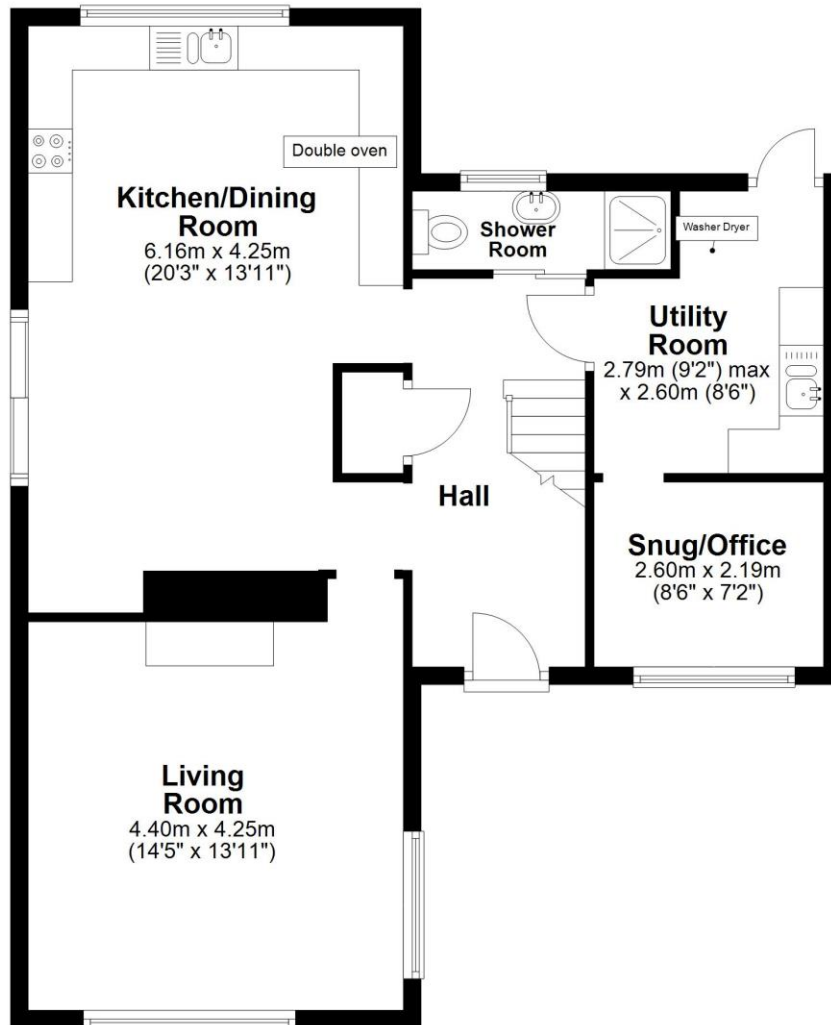 Double oven
Kitchen/Dining
Room
6.16m x 4.25m
(20'3" x 13'11")
Shower
Room
Washer Dryer
Utility
Room
2.79m (9'2") max
x 2.60m (8'6")
Hall
Snug/Office
2.60m x 2.19m
(8'6" x 7'2")
Living
Room
4.40m x 4.25m
(14'5" x 13'11")